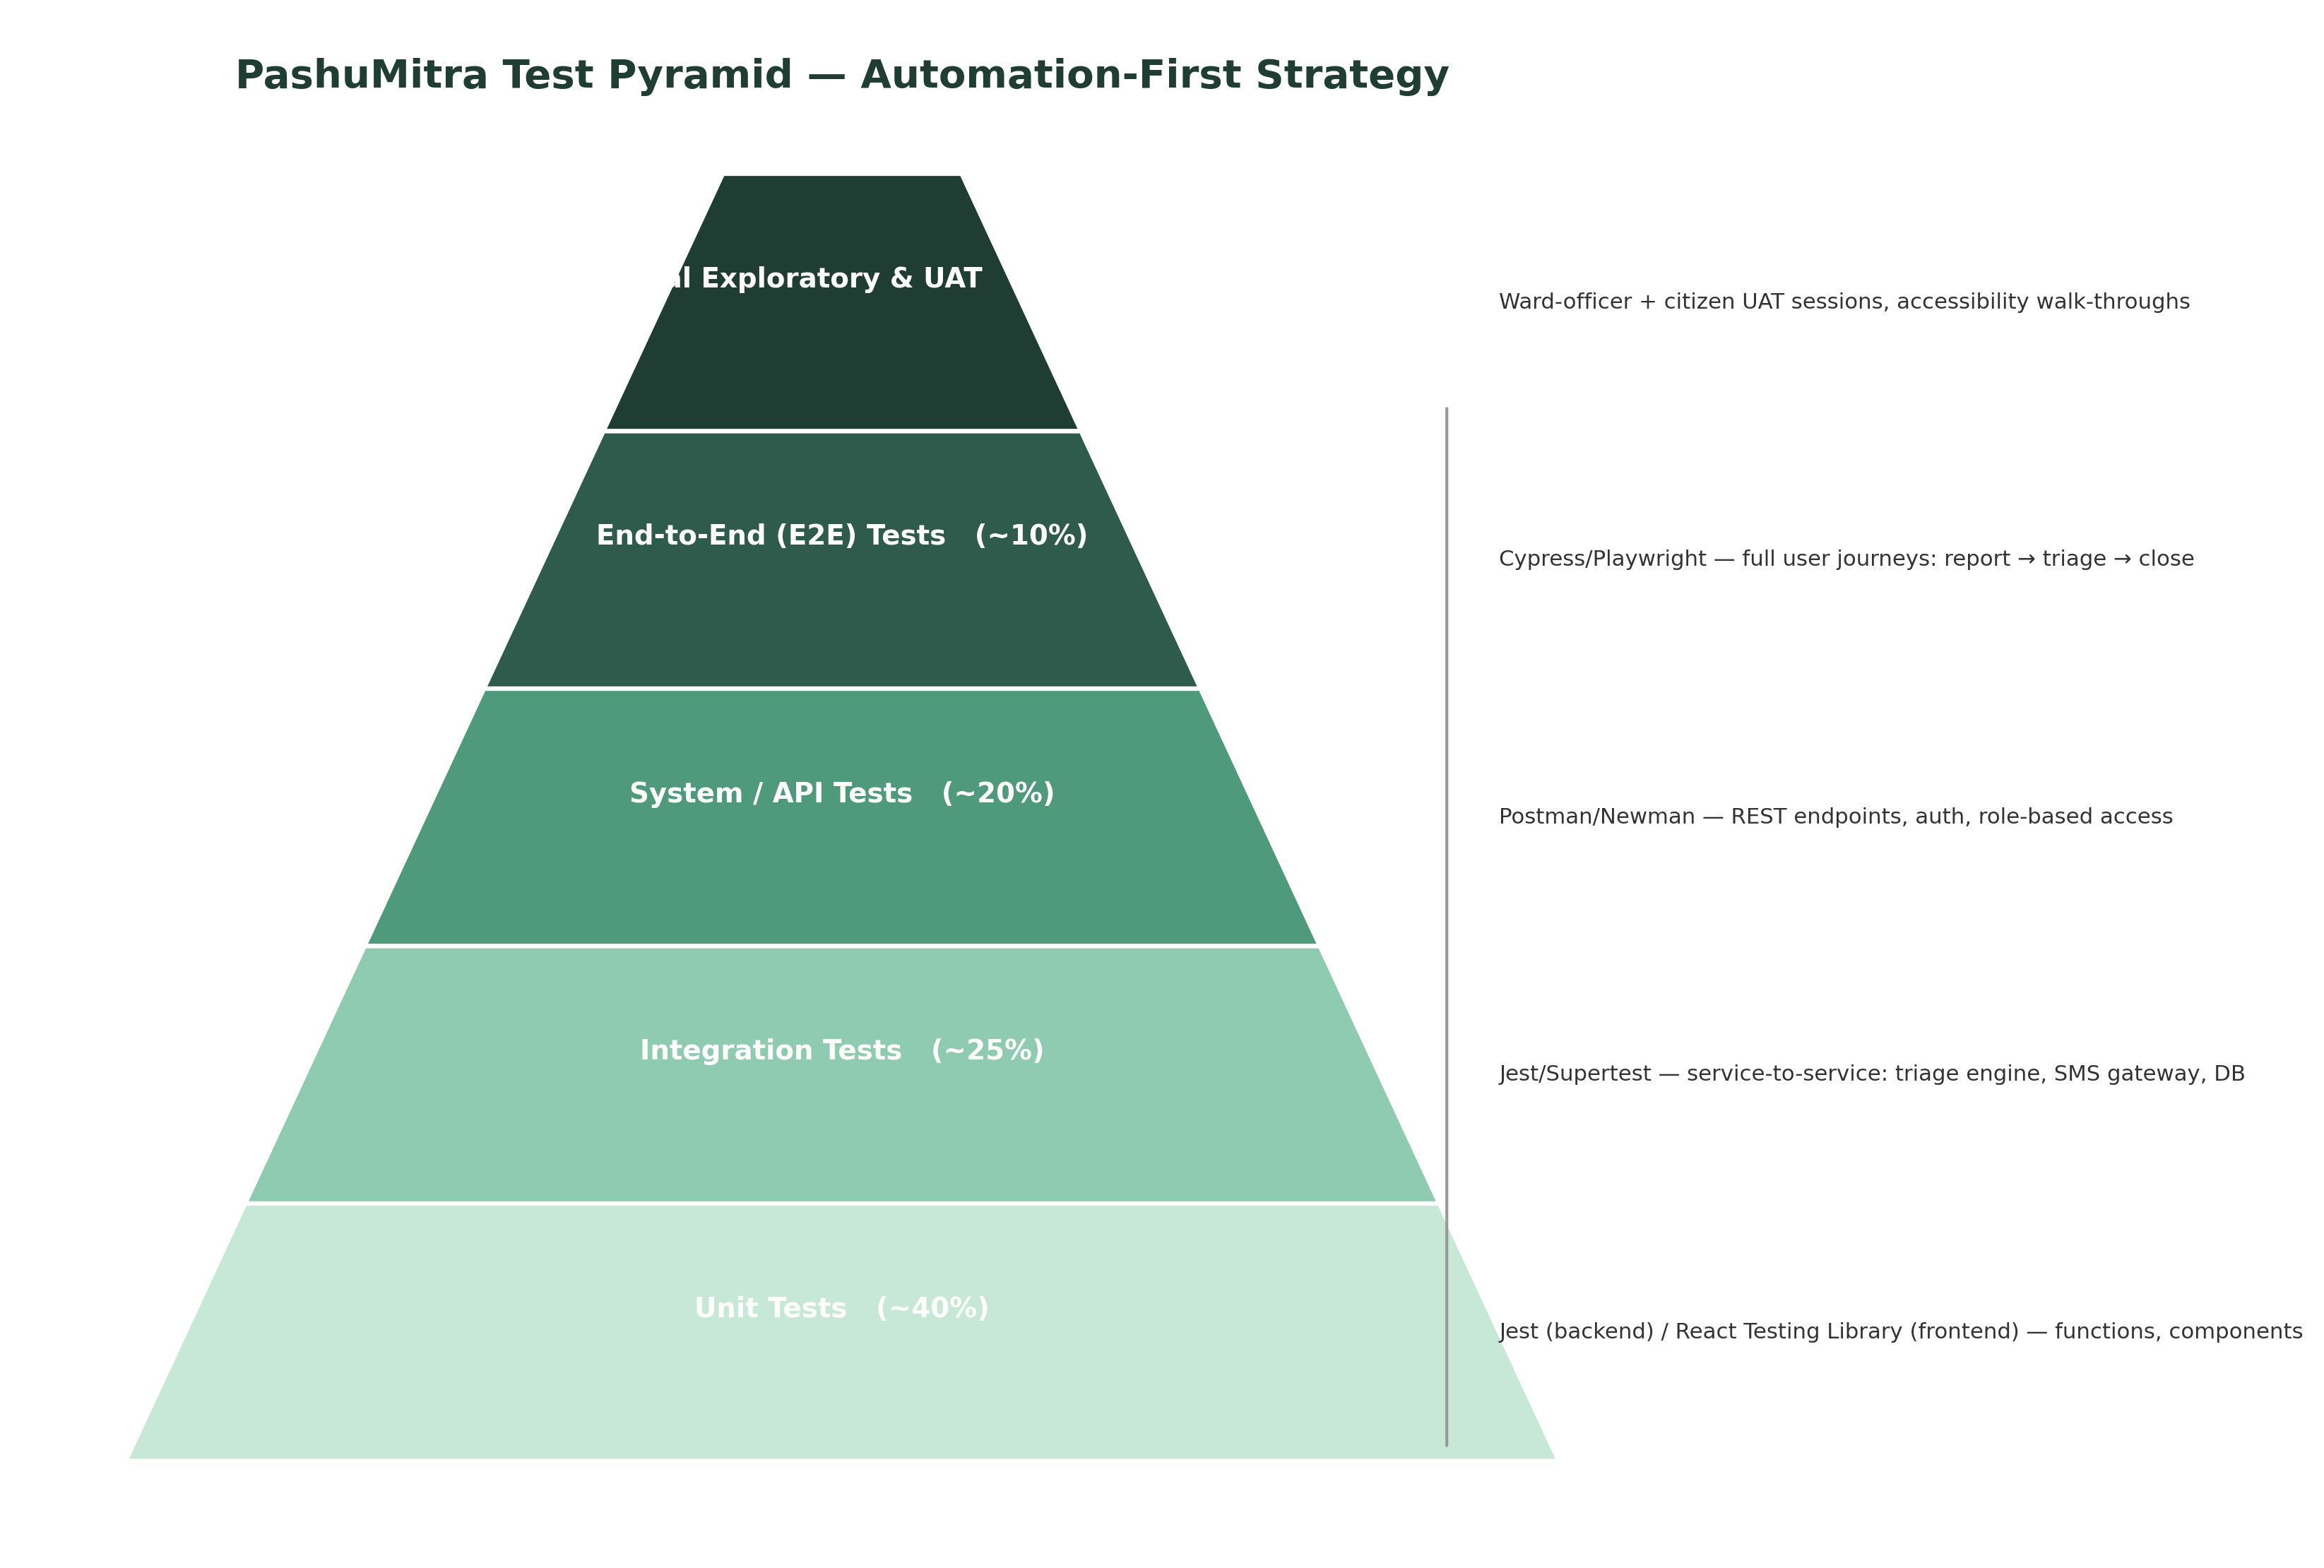 PashuMitra Test Pyramid — Automation-First Strategy
Exploratory & UAT
Ward-officer + citizen UAT sessions, accessibility walk-throughs
End-to-End (E2E) Tests (~10%)
Cypress/Playwright — full user journeys: report → triage → close
System / API Tests (~20%)
Postman/Newman — REST endpoints, auth, role-based access
Integration Tests (~25%)
Jest/Supertest — service-to-service: triage engine, SMS gateway, DB
Unit Tests (~40%)
Jest (backend) / React Testing Library (frontend) — functions, components